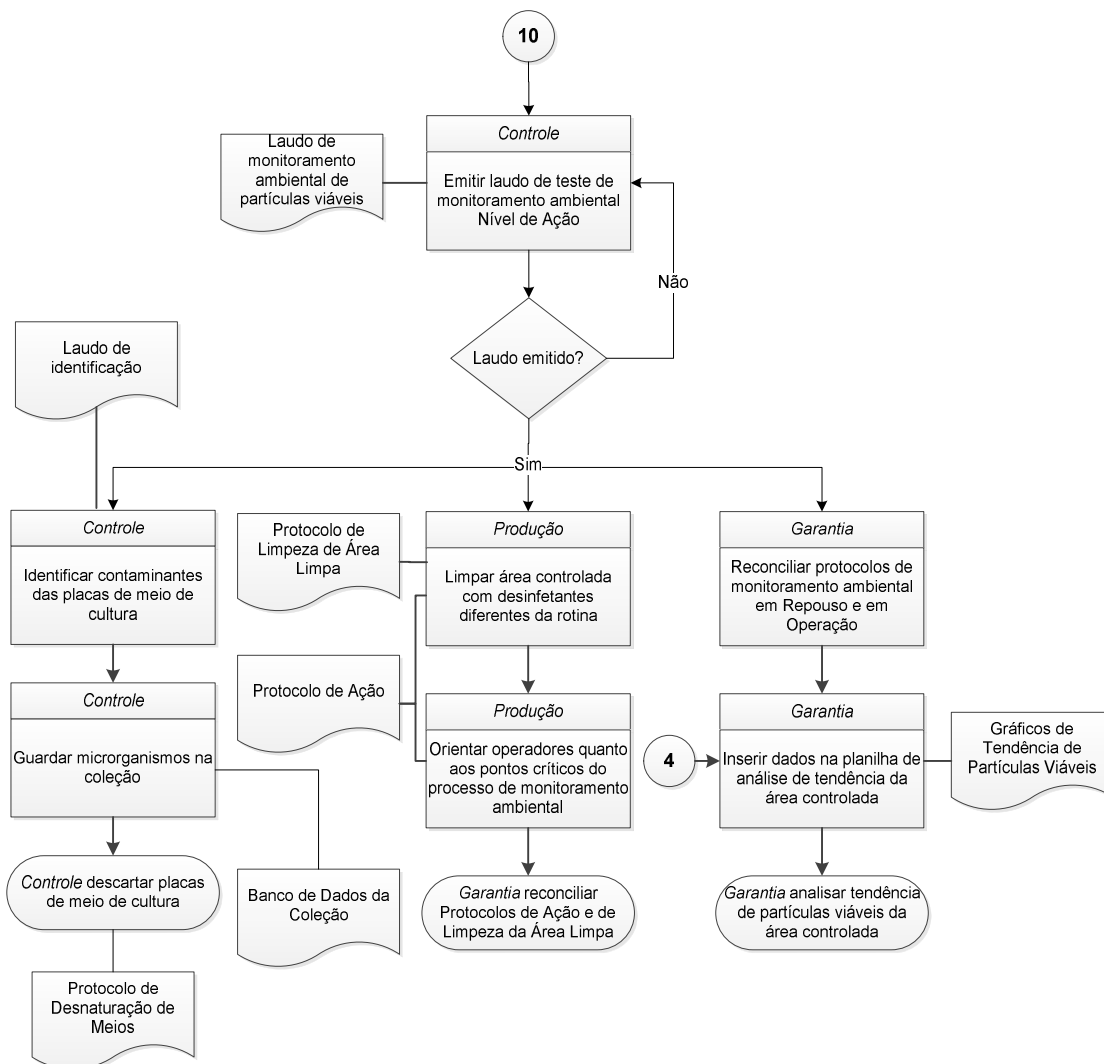 10
Controle
Emitir laudo de teste de
monitoramento ambiental
Nível de Ação
Laudo de
monitoramento
ambiental de
partículas viáveis
Não
Laudo emitido?
Laudo de
identificação
Sim
Controle
Identificar contaminantes
das placas de meio de
cultura
Protocolo de
Limpeza de Área
Limpa
Produção
Limpar área controlada
com desinfetantes
diferentes da rotina
Garantia
Reconciliar protocolos de
monitoramento ambiental
em Repouso e em
Operação
Controle
Guardar microrganismos na
coleção
Protocolo de Ação
Produção
Orientar operadores quanto
aos pontos críticos do
processo de monitoramento
ambiental
4
Garantia
Inserir dados na planilha de
análise de tendência da
área controlada
Gráficos de
Tendência de
Partículas Viáveis
Controle descartar placas
de meio de cultura
Banco de Dados da
Coleção
Garantia reconciliar
Protocolos de Ação e de
Limpeza da Área Limpa
Garantia analisar tendência
de partículas viáveis da
área controlada
Protocolo de
Desnaturação de
Meios